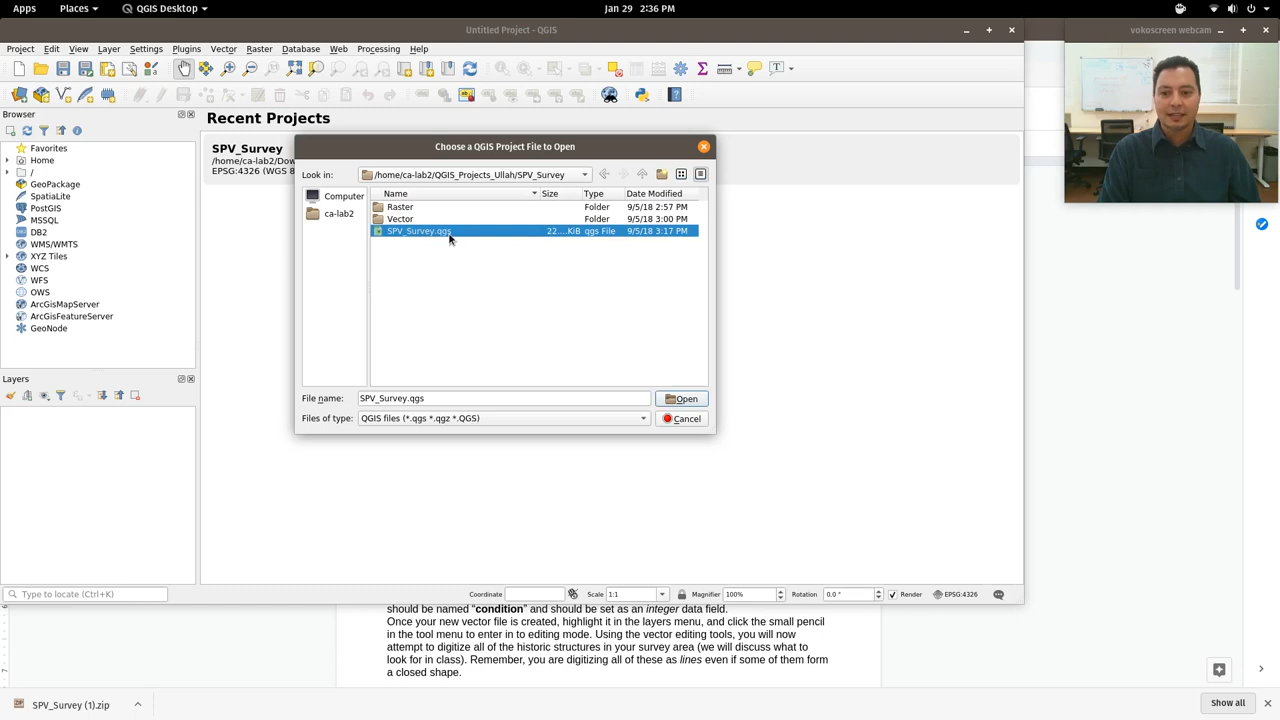 Apps Places QGIS Desktop Jan 29 2:36 PM
Untitled Project - QGIS
yokoscreen webcam
Project Edit View Layer Settings Plugins Vector Raster Database Web Processing Help
Browser
Recent Projects
Favorites
Home
/
GeoPackage
SpatiaLite
PostGIS
MSSQL
DB2
WMS/WMTS
XYZ Tiles
WCS
WFS
OWS
ArcGisMapServer
ArcGisFeatureServer
GeoNode
SPV_Survey
/home/ca-lab2/Dow
EPSG:4326 (WGS 8
Choose a QGIS Project File to Open
Look in: /home/ca-lab2/QGIS_Projects_Ullah/SPV_Survey
Computer
ca-lab2
Name Size Type Date Modified
Raster Folder 9/5/18 2:57 PM
Vector Folder 9/5/18 3:00 PM
SPV_Survey.qgs 22....KiB qgs File 9/5/18 3:17 PM
File name: SPV_Survey.qgs Open
Files of type: QGIS files (*.qgs *.qgz *.QGS) Cancel
Layers
Type to locate (Ctrl+K) Coordinate Scale 1:1 Magnifier 100% Rotation 0.0 ° Render EPSG:4326
should be named "condition" and should be set as an integer data field.
Once your new vector file is created, highlight it in the layers menu, and click the small pencil
in the tool menu to enter in to editing mode. Using the vector editing tools, you will now
attempt to digitize all of the historic structures in your survey area (we will discuss what to
look for in class). Remember, you are digitizing all of these as lines even if some of them form
a closed shape.
SPV_Survey (1).zip
Show all